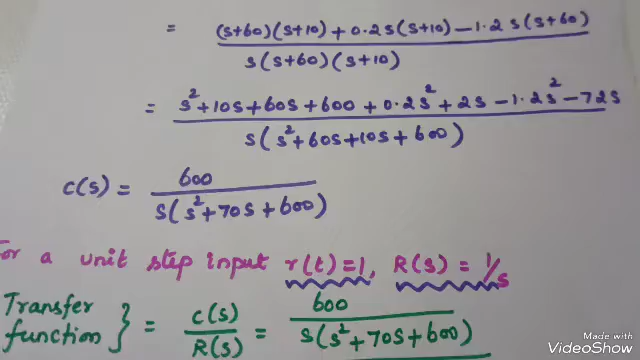 = (s+60)(s+10) + 0.2s(s+10) - 1.2s(s+60)
s(s+60)(s+10)
= s²+10s+60s+600+0.2s²+2s-1.2s²-72s
s(s²+60s+10s+600)
C(s) = 600
s(s²+70s+600)
For a unit step input r(t)=1, R(s)=1/s
Transfer function } = C(s)/R(s) = 600
s(s²+70s+600)
Made with
VideoShow